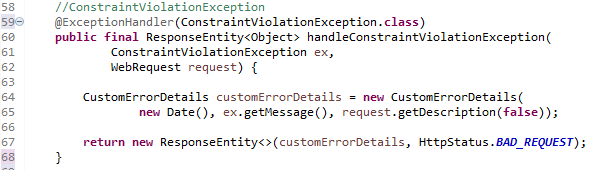 58 //ConstraintViolationException
59 @ExceptionHandler(ConstraintViolationException.class)
60 public final ResponseEntity<Object> handleConstraintViolationException(
61 ConstraintViolationException ex,
62 WebRequest request) {
63
64 CustomErrorDetails customErrorDetails = new CustomErrorDetails(
65 new Date(), ex.getMessage(), request.getDescription(false));
66
67 return new ResponseEntity<>(customErrorDetails, HttpStatus.BAD_REQUEST);
68 }